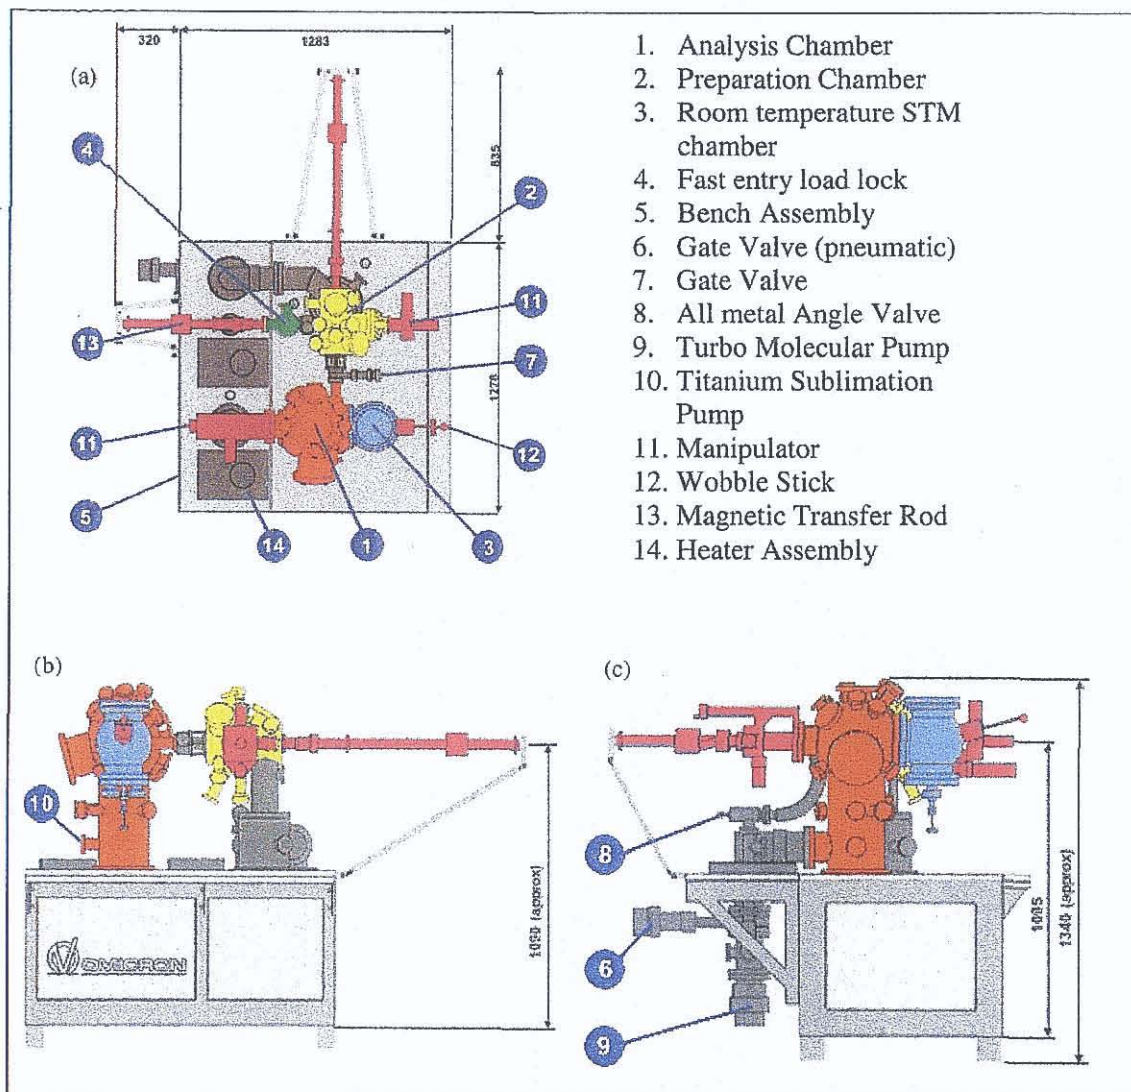 320
1283
(a)
835
4
2
11
13
7
1278
11
12
5
14
1
3
1. Analysis Chamber
2. Preparation Chamber
3. Room temperature STM
chamber
4. Fast entry load lock
5. Bench Assembly
6. Gate Valve (pneumatic)
7. Gate Valve
8. All metal Angle Valve
9. Turbo Molecular Pump
10. Titanium Sublimation
Pump
11. Manipulator
12. Wobble Stick
13. Magnetic Transfer Rod
14. Heater Assembly
(b)
10
(approx)
OMICRON
(c)
8
6
9
1340 (approx)